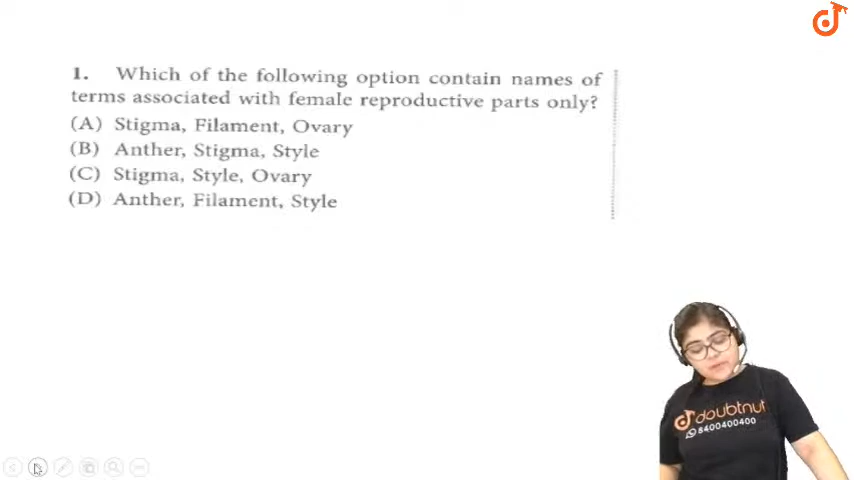 1. Which of the following option contain names of
terms associated with female reproductive parts only?
(A) Stigma, Filament, Ovary
(B) Anther, Stigma, Style
(C) Stigma, Style, Ovary
(D) Anther, Filament, Style
doubtnut
8400400400